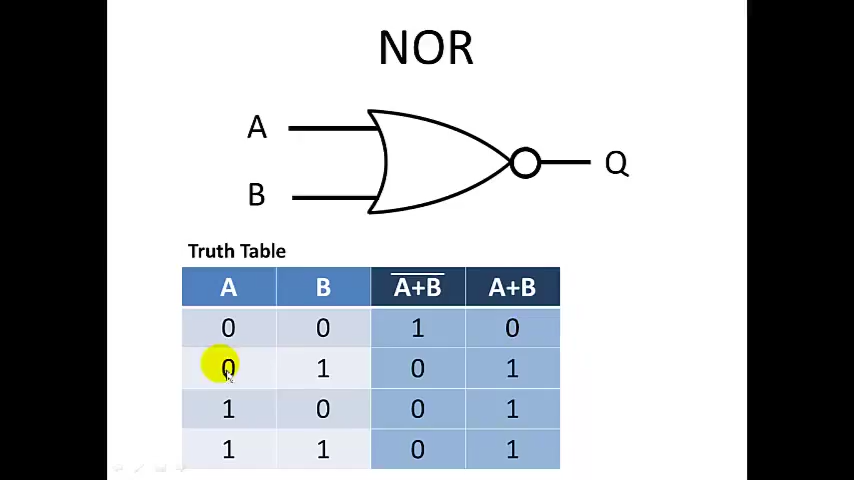 NOR
A
B
Q
Truth Table
A B A̅+̅B̅ A+B
0 0 1 0
0 1 0 1
1 0 0 1
1 1 0 1